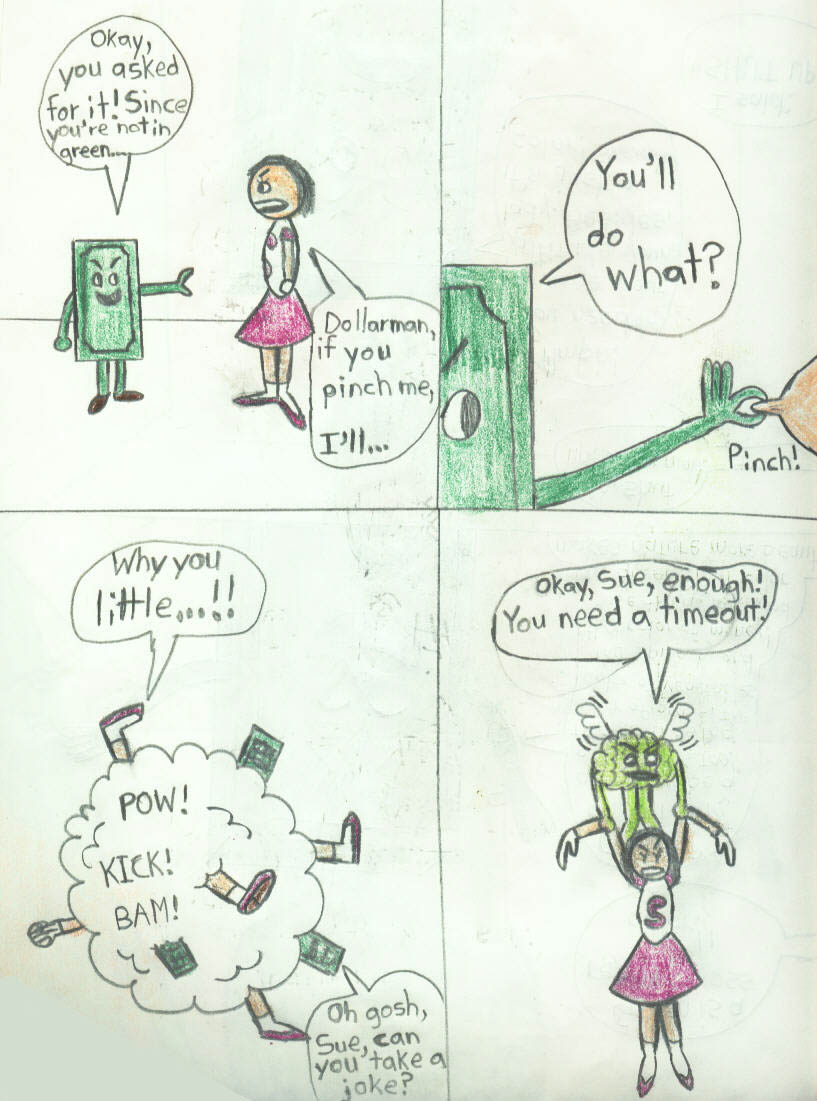 Okay,
you asked
for it! Since
you're not in
green...
Dollarman,
if you
pinch me,
I'll...
You'll
do
what?
Pinch!
Why you
little...!!
POW!
KICK!
BAM!
Oh gosh,
Sue, can
you take a
joke?
Okay, Sue, enough!
You need a timeout!
S